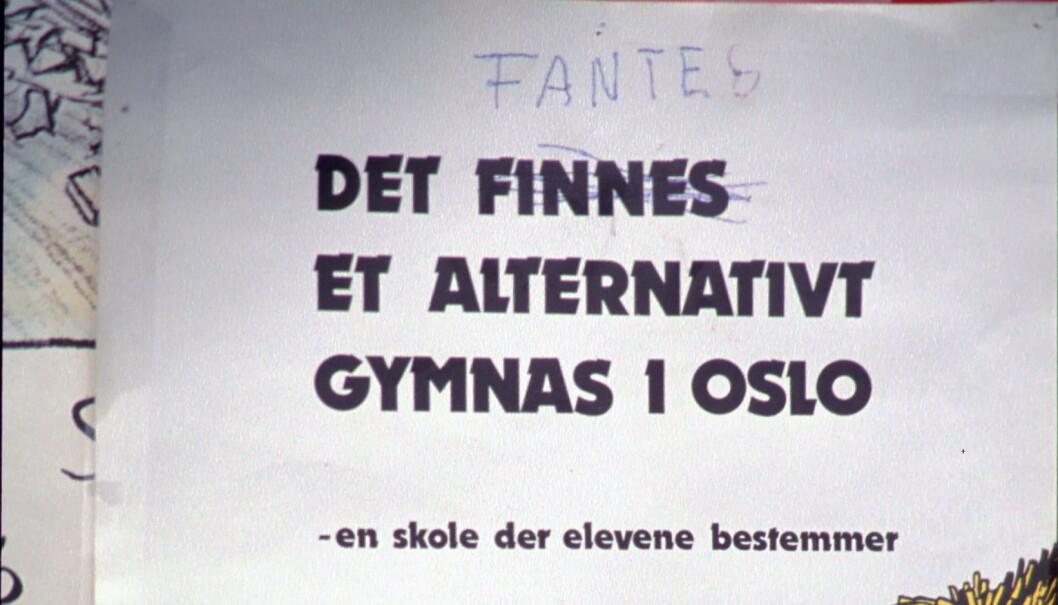 FANTES
DET FINNES
ET ALTERNATIVT
GYMNAS I OSLO
-en skole der elevene bestemmer